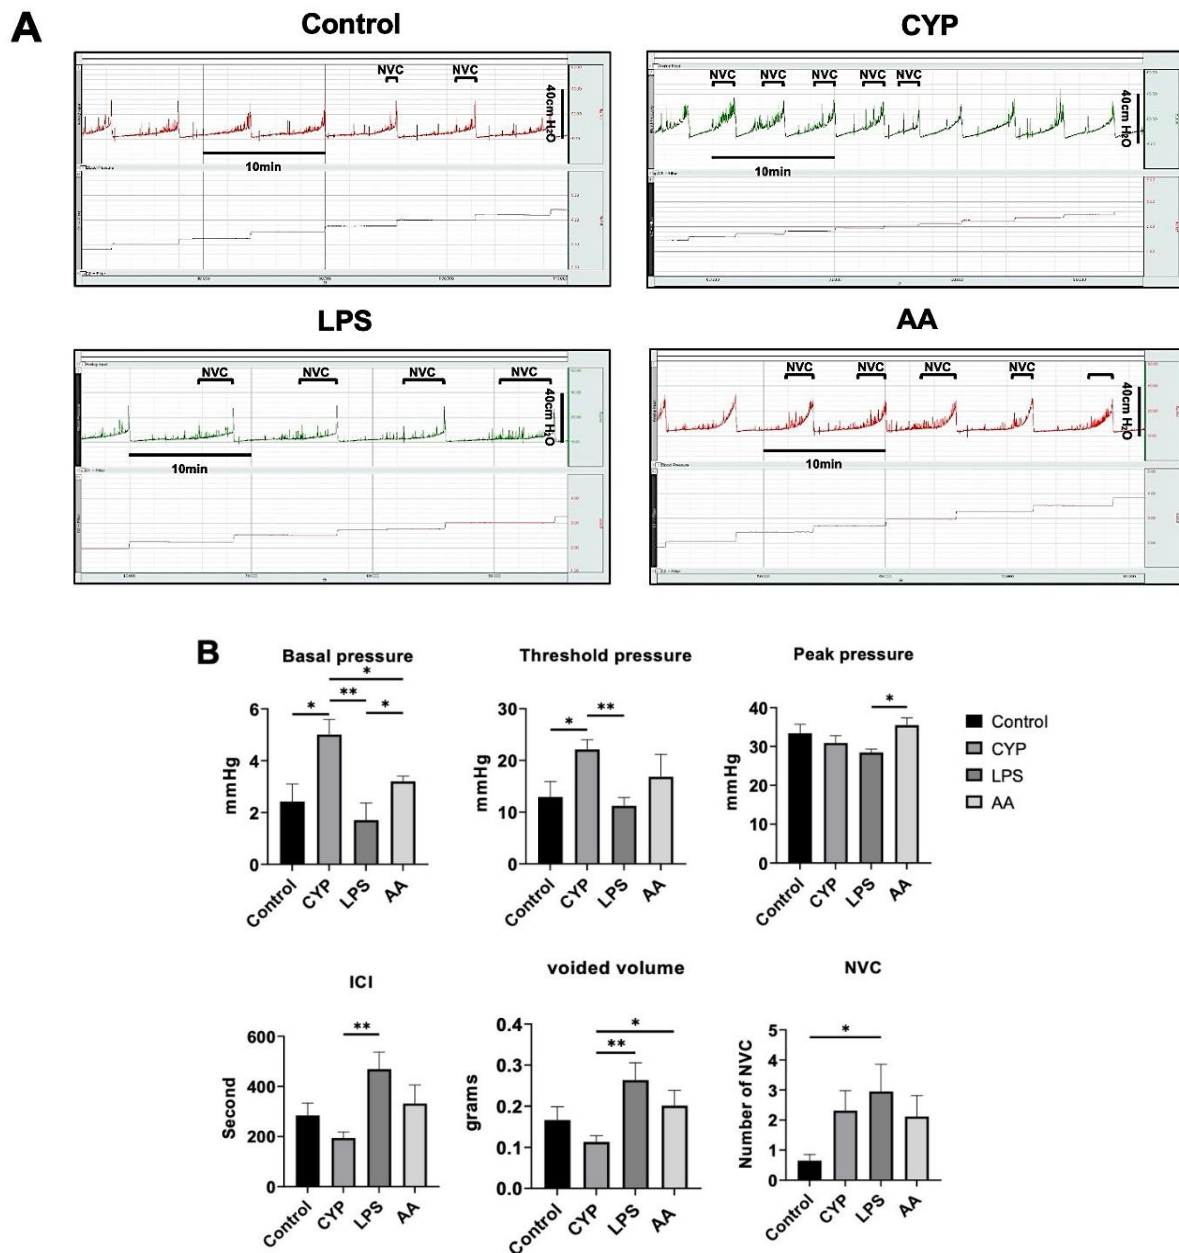 A
Control
CYP
NVC NVC
40cm H₂O
10min
NVC NVC NVC NVC NVC
40cm H₂O
10min
LPS
AA
NVC NVC NVC NVC
40cm H₂O
10min
NVC NVC NVC NVC
40cm H₂O
10min
B
Basal pressure
* 
* ** *
mmHg
6
4
2
0
Control CYP LPS AA
Threshold pressure
* **
mmHg
30
20
10
0
Control CYP LPS AA
Peak pressure
*
mmHg
40
30
20
10
0
Control CYP LPS AA
Control
CYP
LPS
AA
ICI
**
Second
600
400
200
0
Control CYP LPS AA
voided volume
*
**
grams
0.4
0.3
0.2
0.1
0.0
Control CYP LPS AA
NVC
*
Number of NVC
5
4
3
2
1
0
Control CYP LPS AA